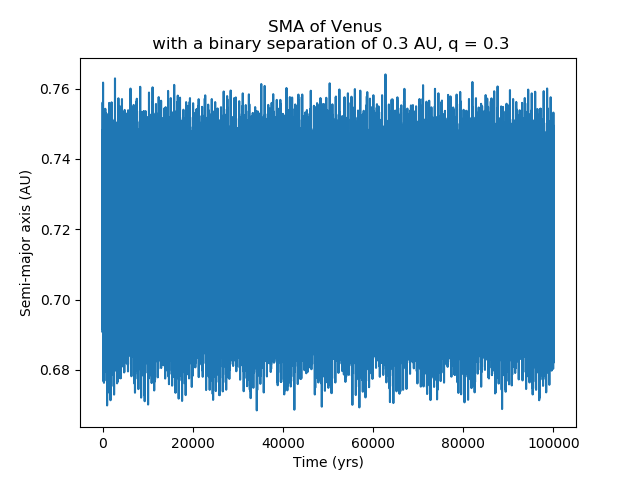 SMA of Venus
with a binary separation of 0.3 AU, q = 0.3
0.76
0.74
0.72
0.70
0.68
Semi-major axis (AU)
0 20000 40000 60000 80000 100000
Time (yrs)